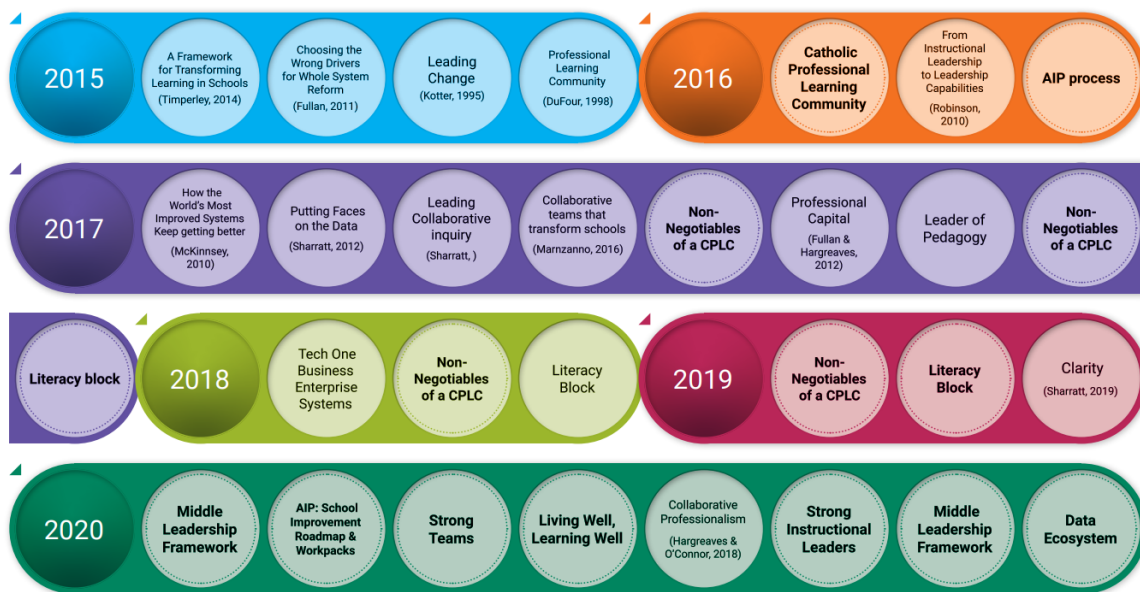 2015
A Framework
for Transforming
Learning in Schools
(Timperley, 2014)
Choosing the
Wrong Drivers
for Whole System
Reform
(Fullan, 2011)
Leading
Change
(Kotter, 1995)
Professional
Learning
Community
(DuFour, 1998)
2016
Catholic
Professional
Learning
Community
From
Instructional
Leadership
to Leadership
Capabilities
(Robinson,
2010)
AIP process
2017
How the
World's Most
Improved Systems
Keep getting better
(McKinnsey,
2010)
Putting Faces
on the Data
(Sharratt, 2012)
Leading
Collaborative
inquiry
(Sharratt, )
Collaborative
teams that
transform schools
(Marnzanno, 2016)
Non-
Negotiables
of a CPLC
Professional
Capital
(Fullan &
Hargreaves,
2012)
Leader of
Pedagogy
Non-
Negotiables
of a CPLC
Literacy block
2018
Tech One
Business
Enterprise
Systems
Non-
Negotiables
of a CPLC
Literacy
Block
2019
Non-
Negotiables
of a CPLC
Literacy
Block
Clarity
(Sharratt, 2019)
2020
Middle
Leadership
Framework
AIP: School
Improvement
Roadmap &
Workpacks
Strong
Teams
Living Well,
Learning Well
Collaborative
Professionalism
(Hargreaves &
O'Connor, 2018)
Strong
Instructional
Leaders
Middle
Leadership
Framework
Data
Ecosystem